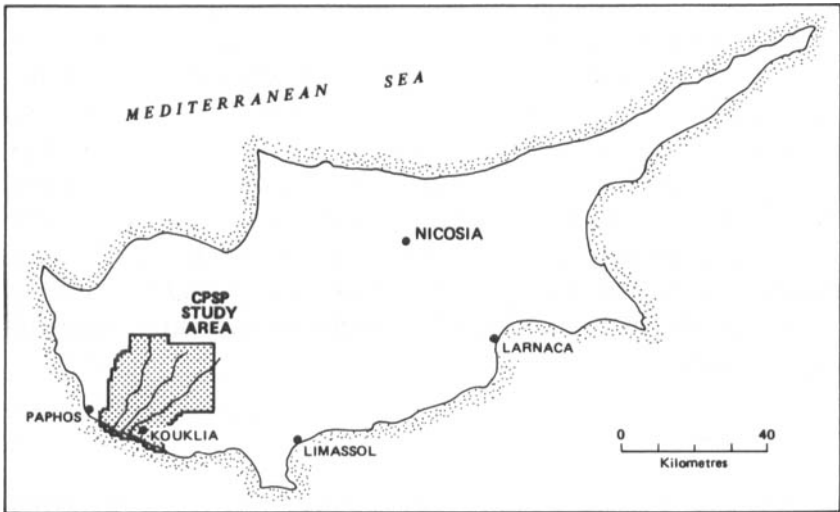 MEDITERRANEAN SEA
NICOSIA
CPSP
STUDY
AREA
LARNACA
PAPHOS
KOUKLIA
LIMASSOL
0 40
Kilometres